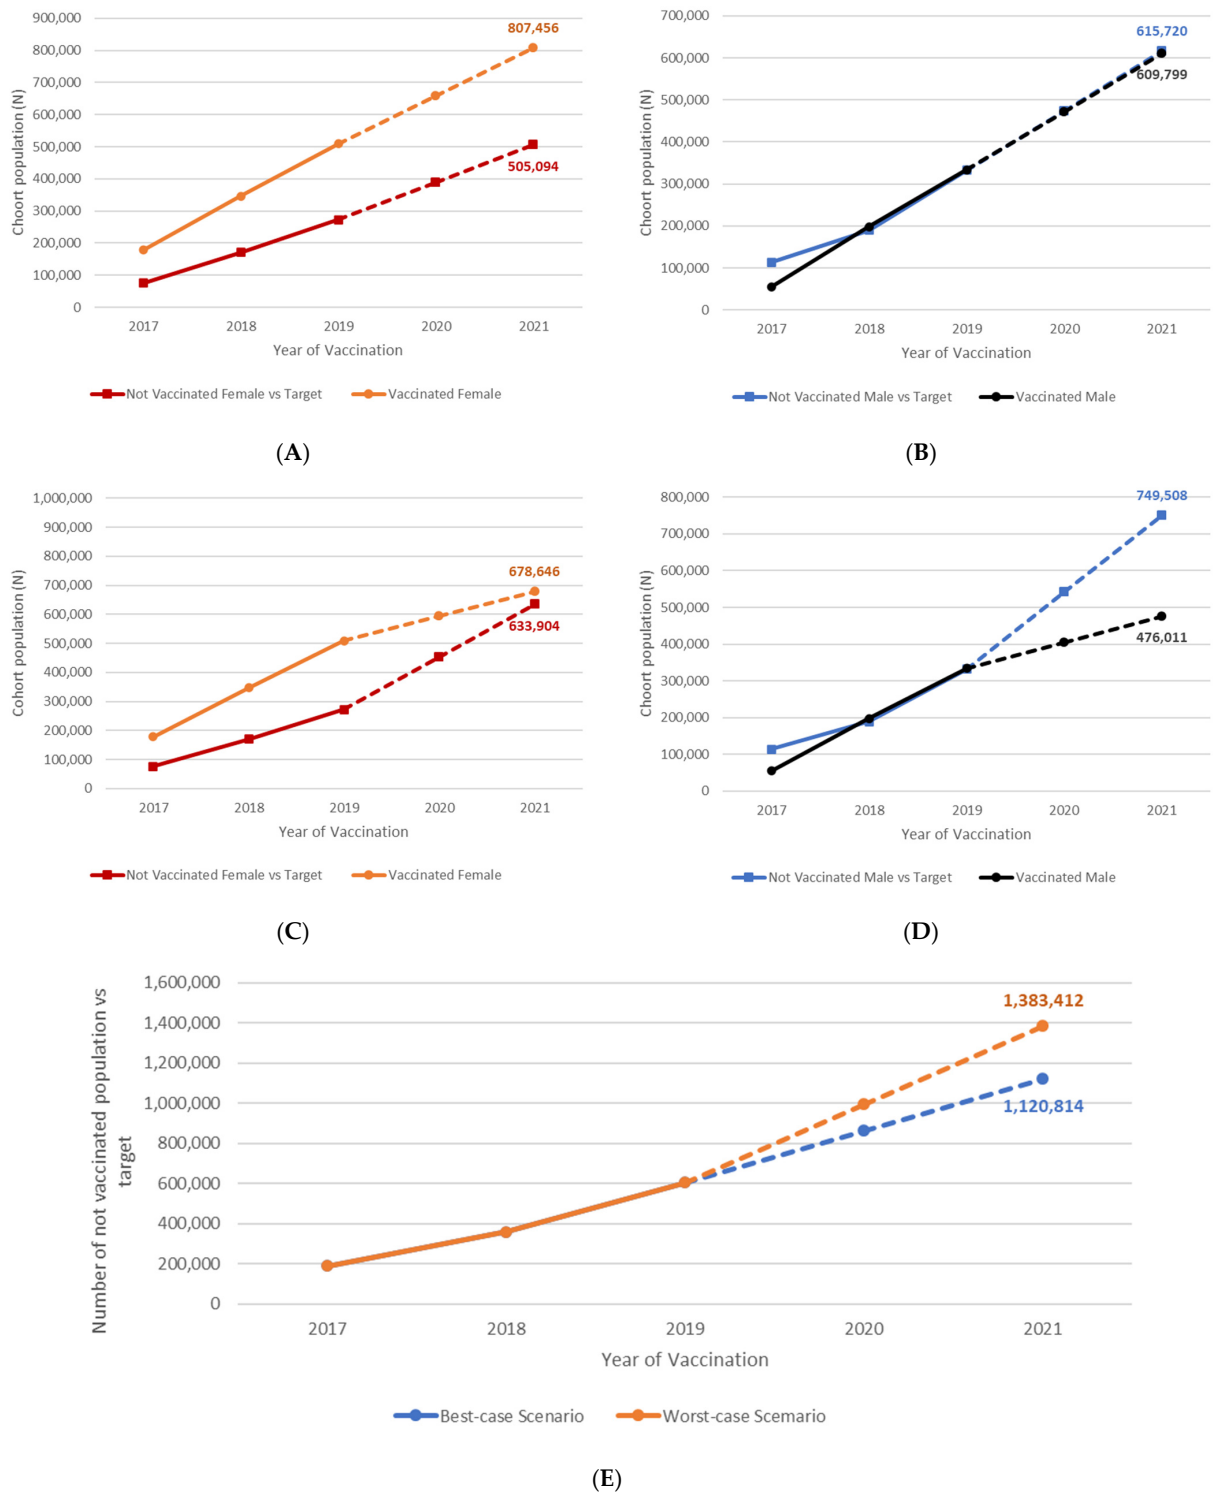 900,000
800,000
700,000
600,000
500,000
400,000
300,000
200,000
100,000
0
Choort population (N)
807,456
505,094
2017 2018 2019 2020 2021
Year of Vaccination
Not Vaccinated Female vs Target Vaccinated Female
(A)
700,000
600,000
500,000
400,000
300,000
200,000
100,000
0
Choort population (N)
615,720
609,799
2017 2018 2019 2020 2021
Year of Vaccination
Not Vaccinated Male vs Target Vaccinated Male
(B)
1,000,000
900,000
800,000
700,000
600,000
500,000
400,000
300,000
200,000
100,000
0
Cohort population (N)
678,646
633,904
2017 2018 2019 2020 2021
Year of Vaccination
Not Vaccinated Female vs Target Vaccinated Female
(C)
800,000
700,000
600,000
500,000
400,000
300,000
200,000
100,000
0
Choort population (N)
749,508
476,011
2017 2018 2019 2020 2021
Year of Vaccination
Not Vaccinated Male vs Target Vaccinated Male
(D)
1,600,000
1,400,000
1,200,000
1,000,000
800,000
600,000
400,000
200,000
0
Number of not vaccinated population vs
target
1,383,412
1,120,814
2017 2018 2019 2020 2021
Year of Vaccination
Best-case Scenario Worst-case Scemario
(E)